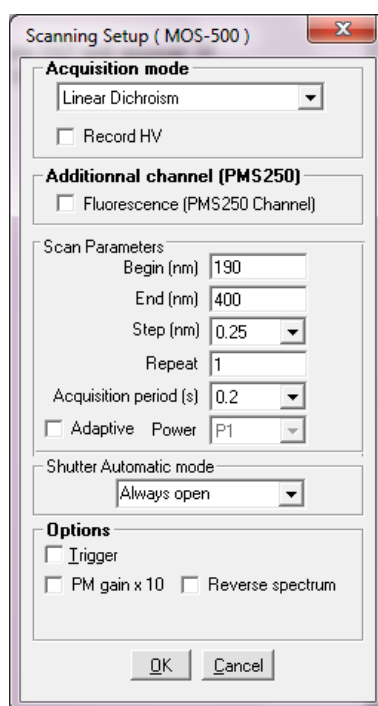 Scanning Setup ( MOS-500 )
Acquisition mode
Linear Dichroism
Record HV
Additionnal channel (PMS250)
Fluorescence (PMS250 Channel)
Scan Parameters
Begin (nm) 190
End (nm) 400
Step (nm) 0.25
Repeat 1
Acquisition period (s) 0.2
Adaptive Power P1
Shutter Automatic mode
Always open
Options
Trigger
PM gain x 10 Reverse spectrum
OK Cancel